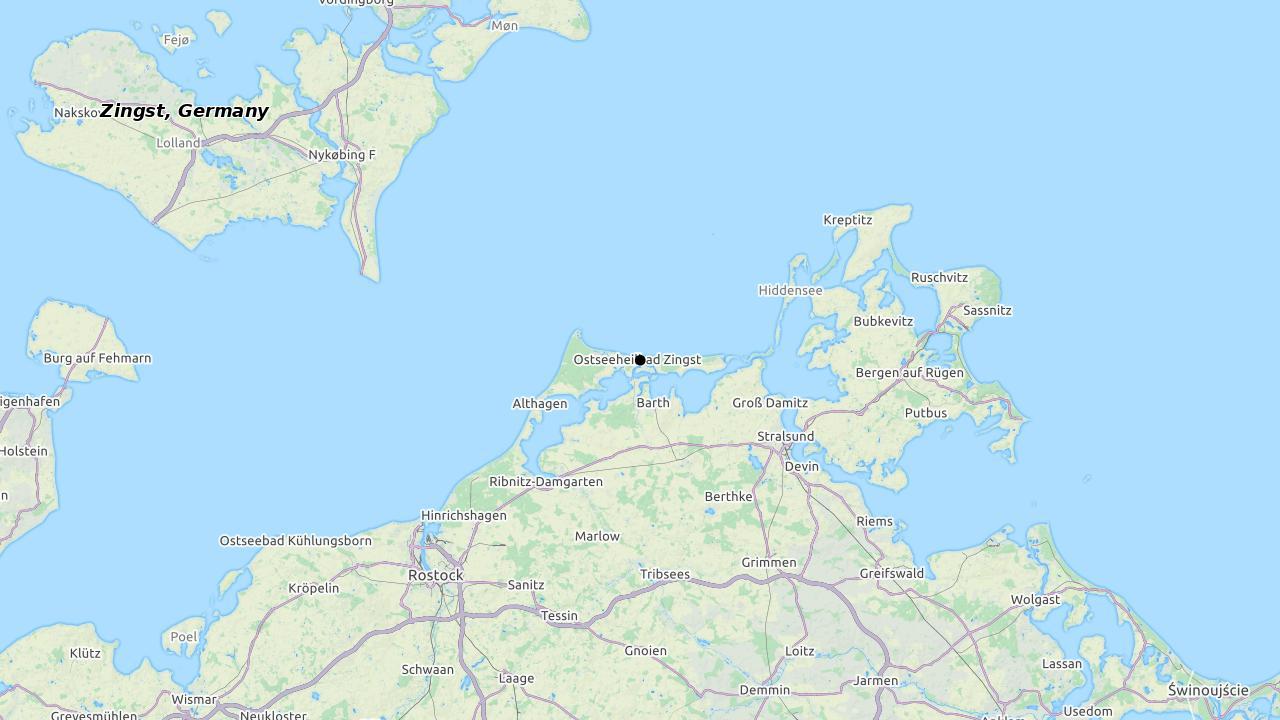 Vordingborg
Møn
Fejø
Zingst, Germany
Naksko
Lolland
Nykøbing F
Kreptitz
Ruschvitz
Hiddensee
Sassnitz
Bubkevitz
Burg auf Fehmarn
Ostseeheilbad Zingst
Bergen auf Rügen
igenhafen
Althagen
Barth
Groß Damitz
Putbus
Stralsund
Holstein
Devin
Ribnitz-Damgarten
n
Berthke
Hinrichshagen
Riems
Marlow
Ostseebad Kühlungsborn
Grimmen
Rostock
Tribsees
Greifswald
Kröpelin
Sanitz
Wolgast
Tessin
Poel
Klütz
Gnoien
Loitz
Lassan
Schwaan
Laage
Jarmen
Demmin
Świnoujście
Wismar
Usedom
Grevesmühlen
Neukloster